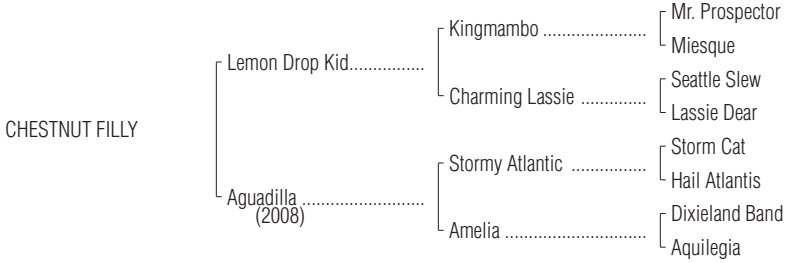 Mr. Prospector
Kingmambo ......................
Miesque
Lemon Drop Kid................
Seattle Slew
Charming Lassie ..............
Lassie Dear
CHESTNUT FILLY
Storm Cat
Stormy Atlantic ................
Hail Atlantis
Aguadilla ..........................
(2008)
Dixieland Band
Amelia ..............................
Aquilegia